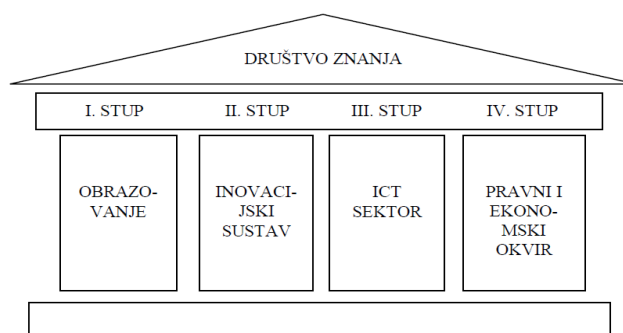 DRUŠTVO ZNANJA
I. STUP II. STUP III. STUP IV. STUP
OBRAZO-
VANJE
INOVACI-
JSKI
SUSTAV
ICT
SEKTOR
PRAVNI I
EKONO-
MSKI
OKVIR